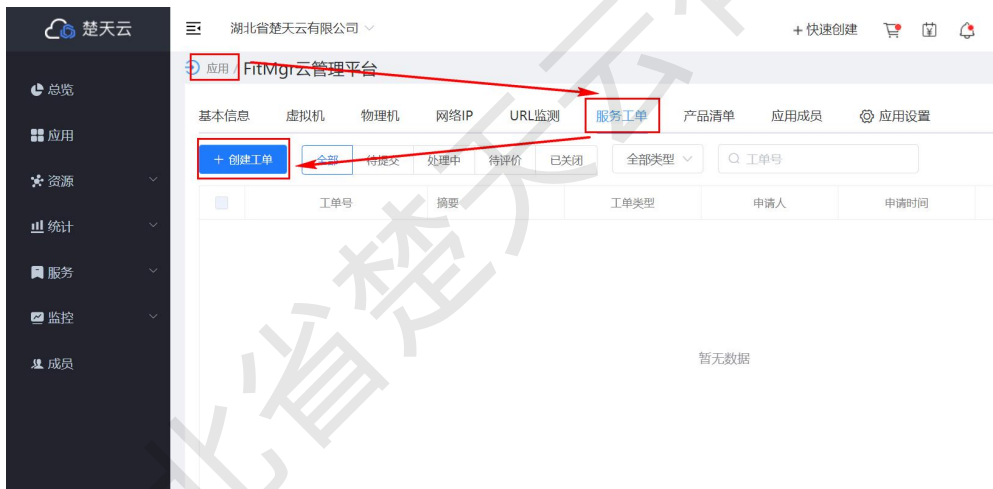 楚天云
湖北省楚天云有限公司
+ 快速创建
应用 / FitMgr云管理平台
总览
应用
资源
统计
服务
监控
成员
基本信息 虚拟机 物理机 网络IP URL监测 服务工单 产品清单 应用成员 应用设置
+ 创建工单 全部 待提交 处理中 待评价 已关闭 全部类型 工单号
工单号 摘要 工单类型 申请人 申请时间
暂无数据
北省楚天云有